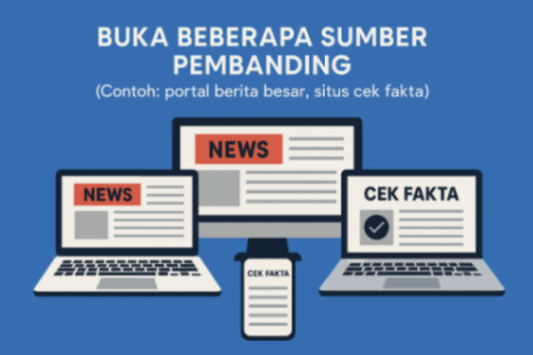 BUKA BEBERAPA SUMBER
PEMBANDING
(Contoh: portal berita besar, situs cek fakta)
NEWS
NEWS
CEK FAKTA
CEK FAKTA